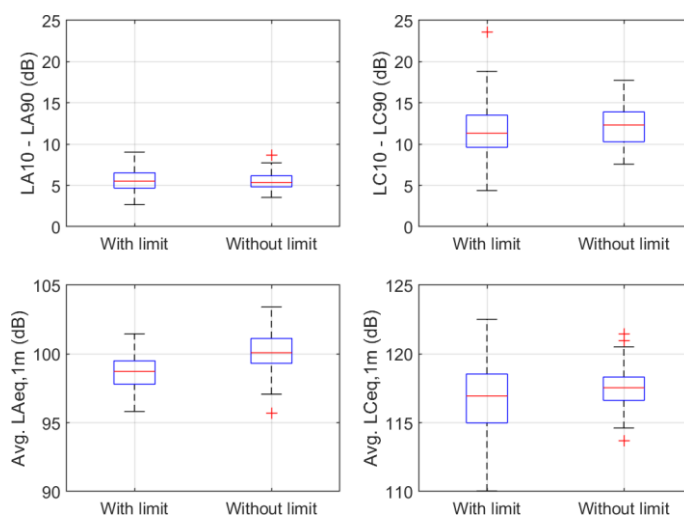 25
20
15
10
5
0
LA10 - LA90 (dB)
With limit
Without limit
25
20
15
10
5
0
LC10 - LC90 (dB)
With limit
Without limit
105
100
95
90
Avg. LAeq,1m (dB)
With limit
Without limit
125
120
115
110
Avg. LCeq,1m (dB)
With limit
Without limit